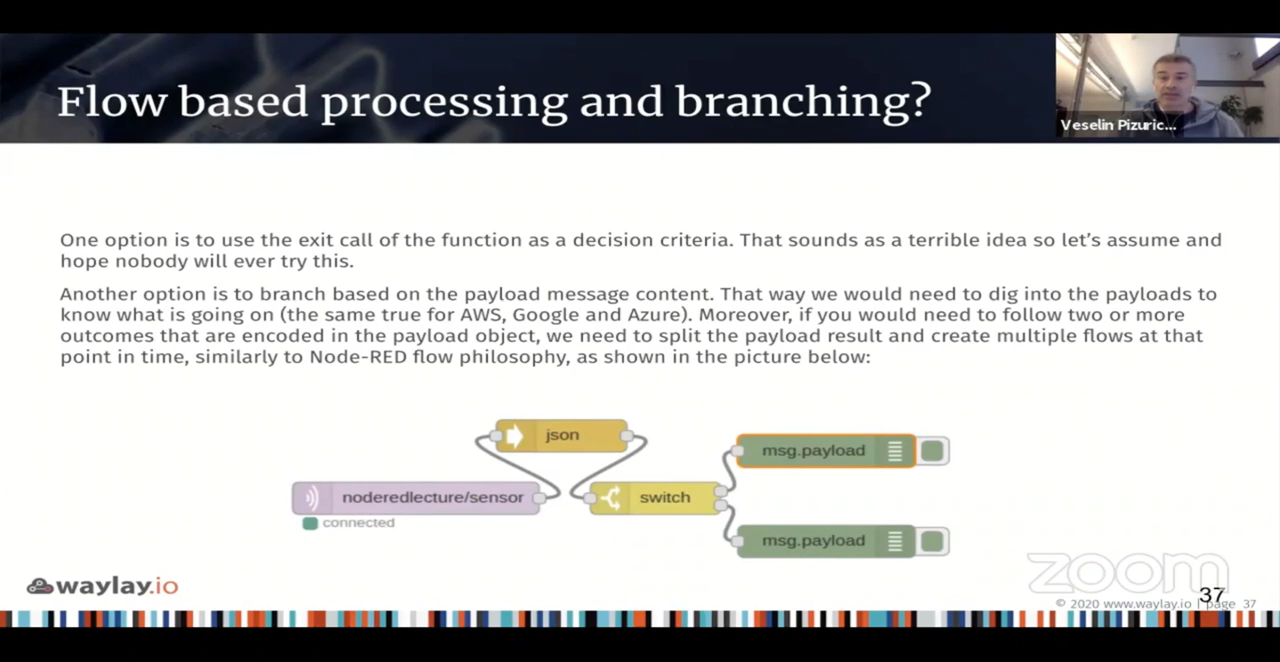 Flow based processing and branching?
Veselin Pizuric...
One option is to use the exit call of the function as a decision criteria. That sounds as a terrible idea so let's assume and
hope nobody will ever try this.
Another option is to branch based on the payload message content. That way we would need to dig into the payloads to
know what is going on (the same true for AWS, Google and Azure). Moreover, if you would need to follow two or more
outcomes that are encoded in the payload object, we need to split the payload result and create multiple flows at that
point in time, similarly to Node-RED flow philosophy, as shown in the picture below:
json
msg.payload
noderedlecture/sensor
switch
connected
msg.payload
waylay.io
zoom
37
© 2020 www.waylay.io | page 37